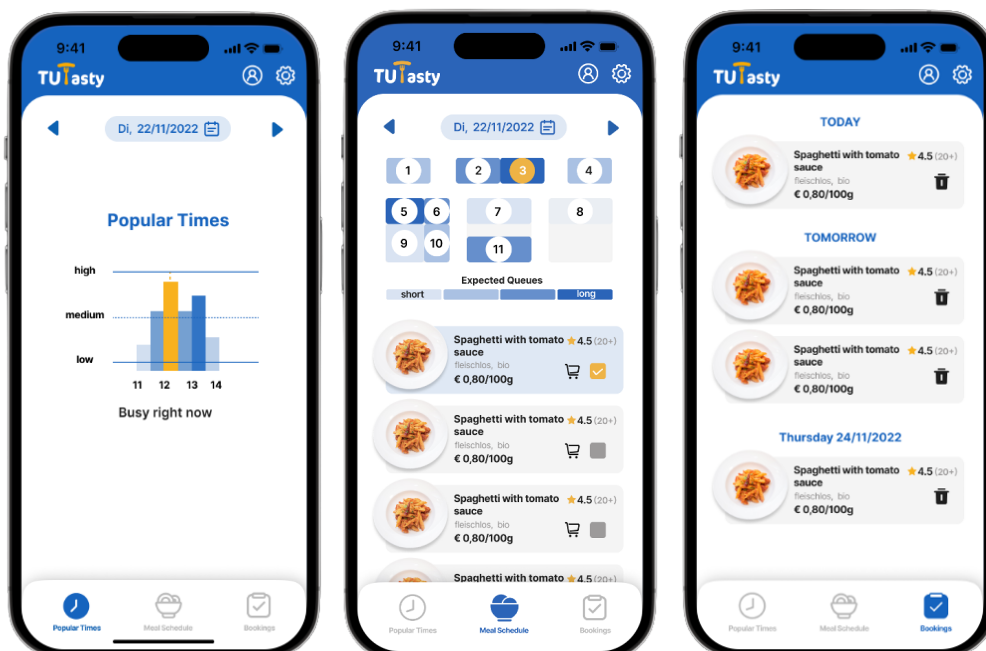 9:41
TUTasty
Di, 22/11/2022
Popular Times
high
medium
low
11 12 13 14
Busy right now
Popular Times Meal Schedule Bookings
9:41
TUTasty
Di, 22/11/2022
1 2 3 4
5 6 7 8
9 10 11
Expected Queues
short long
Spaghetti with tomato 4.5 (20+)
sauce
fleischlos, bio
€ 0,80/100g
Spaghetti with tomato 4.5 (20+)
sauce
fleischlos, bio
€ 0,80/100g
Spaghetti with tomato 4.5 (20+)
sauce
fleischlos, bio
€ 0,80/100g
Spaghetti with tomato 4.5 (20+)
Popular Times Meal Schedule Bookings
9:41
TUTasty
TODAY
Spaghetti with tomato 4.5 (20+)
sauce
fleischlos, bio
€ 0,80/100g
TOMORROW
Spaghetti with tomato 4.5 (20+)
sauce
fleischlos, bio
€ 0,80/100g
Spaghetti with tomato 4.5 (20+)
sauce
fleischlos, bio
€ 0,80/100g
Thursday 24/11/2022
Spaghetti with tomato 4.5 (20+)
sauce
fleischlos, bio
€ 0,80/100g
Popular Times Meal Schedule Bookings